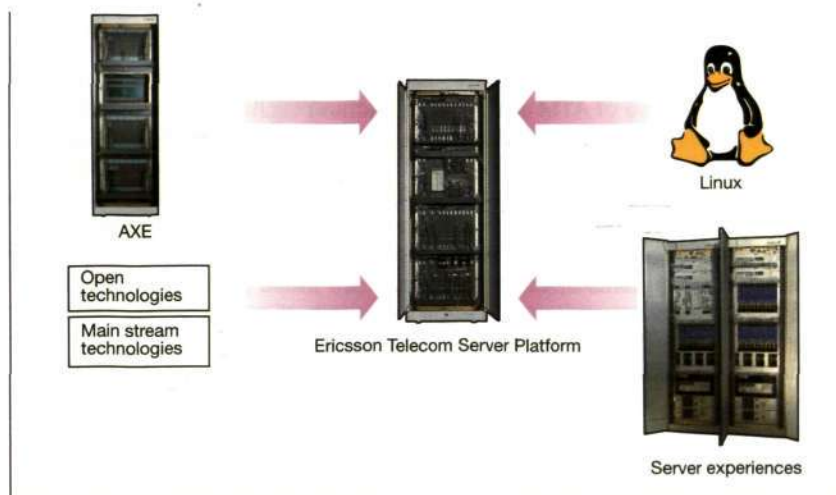 AXE
Linux
Open
technologies
Main stream
technologies
Ericsson Telecom Server Platform
Server experiences